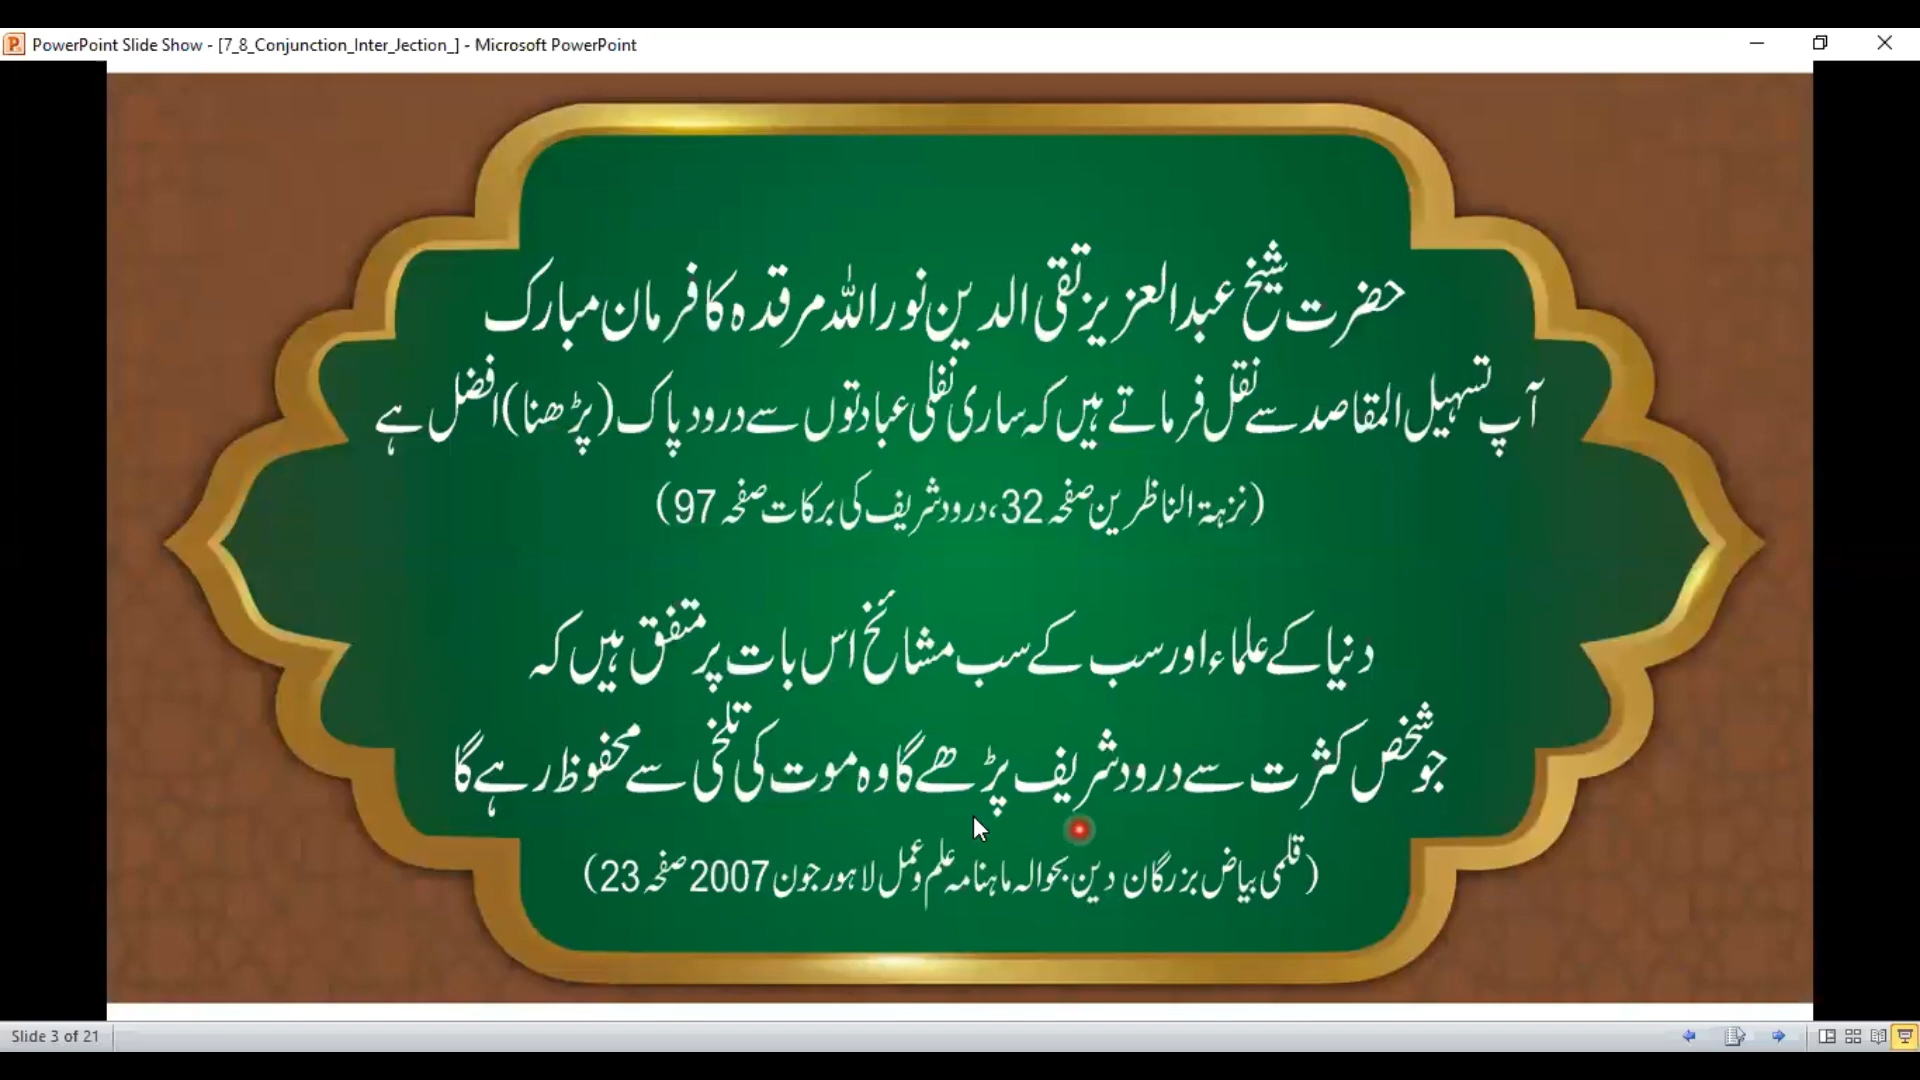 PowerPoint Slide Show - [7_8_Conjunction_Inter_Jection_] - Microsoft PowerPoint
حضرت شیخ عبدالعزیز تقی الدین نور اللہ مرقدہ کا فرمان مبارک
آپ تسہیل المقاصد سے نقل فرماتے ہیں کہ ساری نفلی عبادتوں سے درود پاک (پڑھنا) افضل ہے
(نزہۃ الناظرین صفحہ 32، درود شریف کی برکات صفحہ 97)
دنیا کے علماء اور سب کے سب مشائخ اس بات پر متفق ہیں کہ
جو شخص کثرت سے درود شریف پڑھے گا وہ موت کی تلخی سے محفوظ رہے گا
(قلمی بیاض بزرگان دین بحوالہ ماہنامہ علم و عمل لاہور جون 2007 صفحہ 23)
Slide 3 of 21